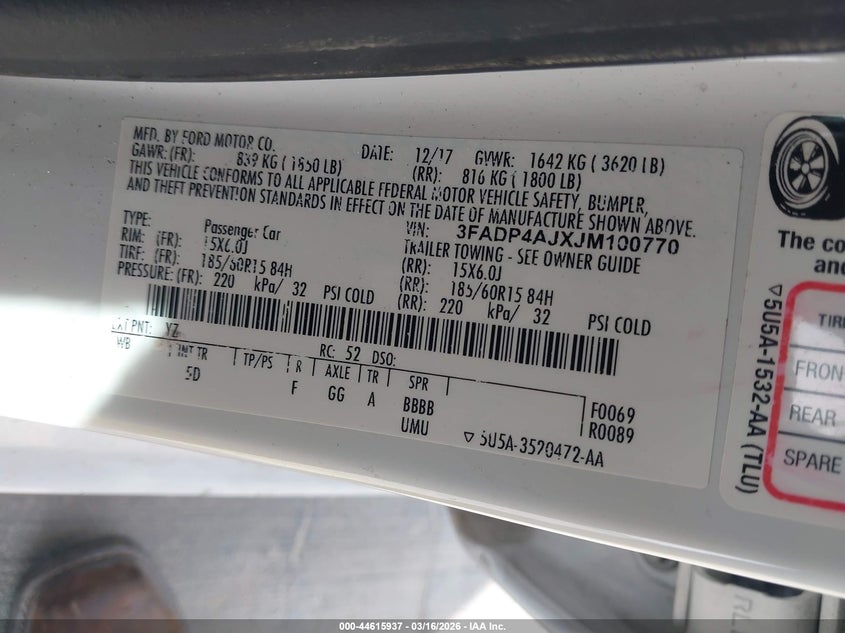 MFD. BY FORD MOTOR CO. DATE: 12/17 GVWR: 1642 KG ( 3620 LB)
GAWR: (FR): 839 KG ( 1850 LB) (RR): 816 KG ( 1800 LB)
THIS VEHICLE CONFORMS TO ALL APPLICABLE FEDERAL MOTOR VEHICLE SAFETY, BUMPER,
AND THEFT PREVENTION STANDARDS IN EFFECT ON THE DATE OF MANUFACTURE SHOWN ABOVE.
VIN: 3FADP4AJXJM100770
TYPE: Passenger Car TRAILER TOWING - SEE OWNER GUIDE
RIM: (FR): 15X6.0J (RR): 15X6.0J
TIRE: (FR): 185/60R15 84H (RR): 185/60R15 84H
PRESSURE: (FR): 220 kPa/ 32 PSI COLD (RR): 220 kPa/ 32 PSI COLD
EXT PNT: YZ RC: 52 DSO:
WB INT TR TP/PS R AXLE TR SPR
5D F GG A BBBB F0069
UMU R0089
▽ 5U5A-3520472-AA
The co
an
▽5U5A-1532-AA (TLU)
TIR
FRON
REAR
SPARE
RL
000-44615937 - 03/16/2026 - IAA Inc.